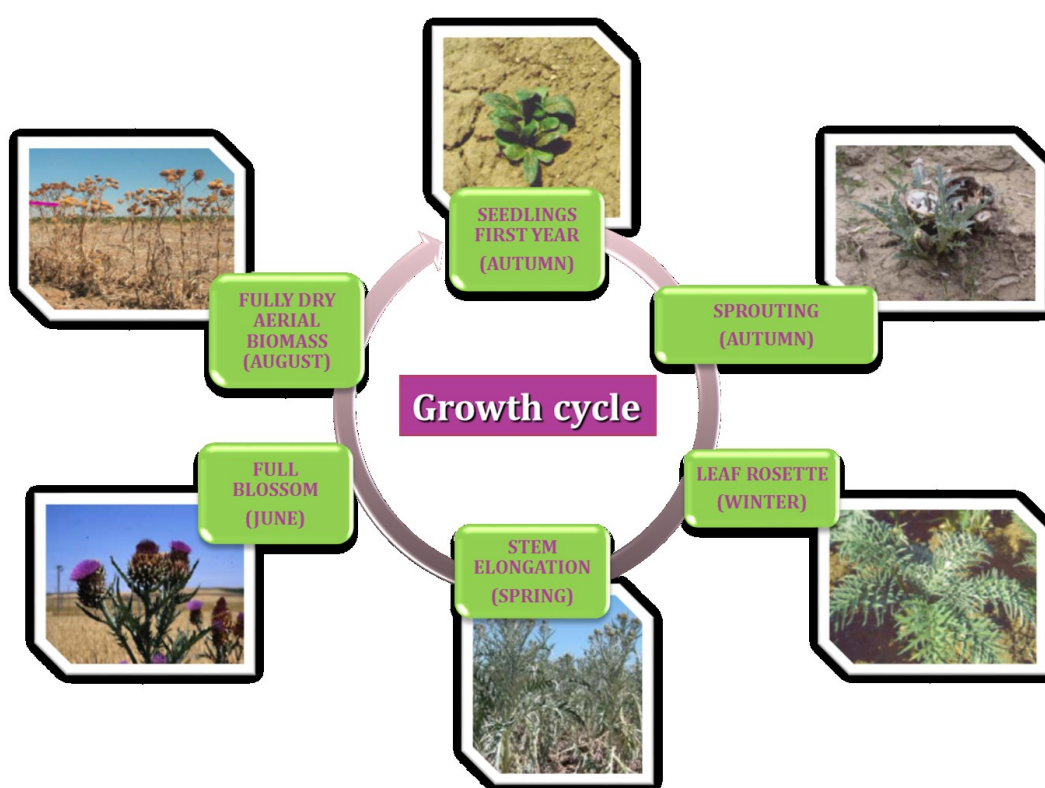 SEEDLINGS
FIRST YEAR
(AUTUMN)
SPROUTING
(AUTUMN)
LEAF ROSETTE
(WINTER)
STEM
ELONGATION
(SPRING)
FULL
BLOSSOM
(JUNE)
FULLY DRY
AERIAL
BIOMASS
(AUGUST)
Growth cycle